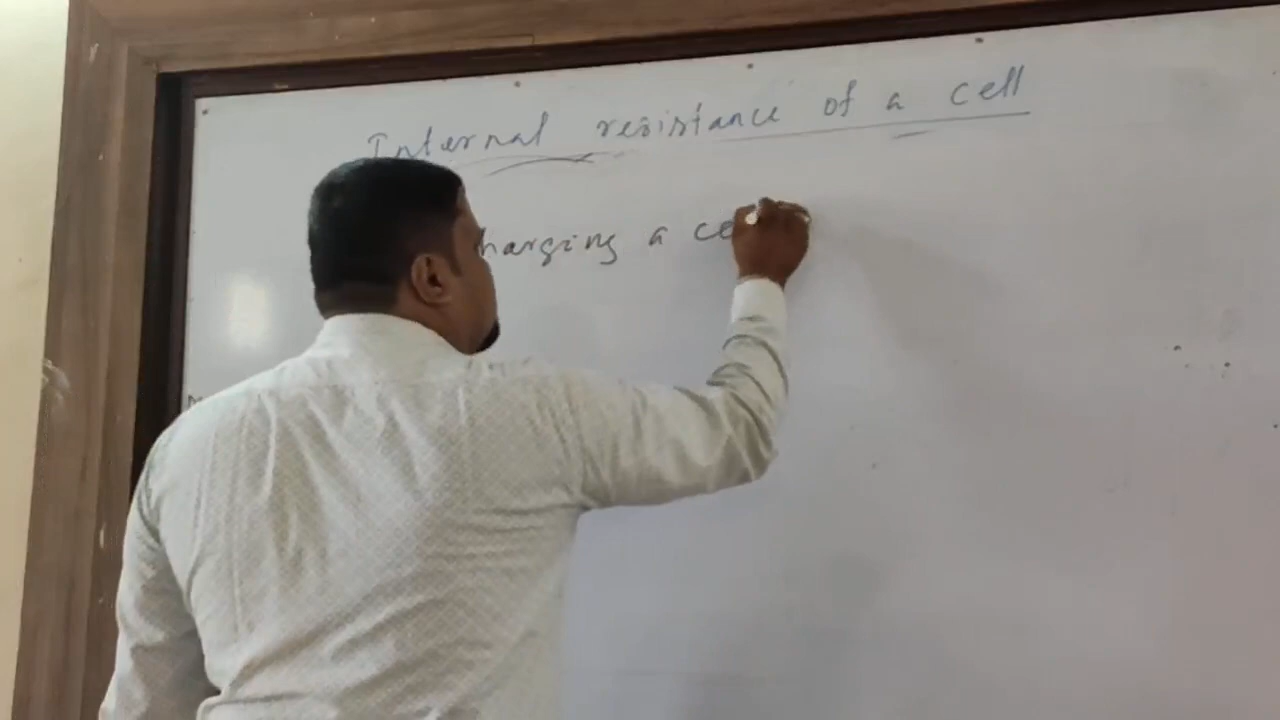 Internal resistance of a cell
harging a ce